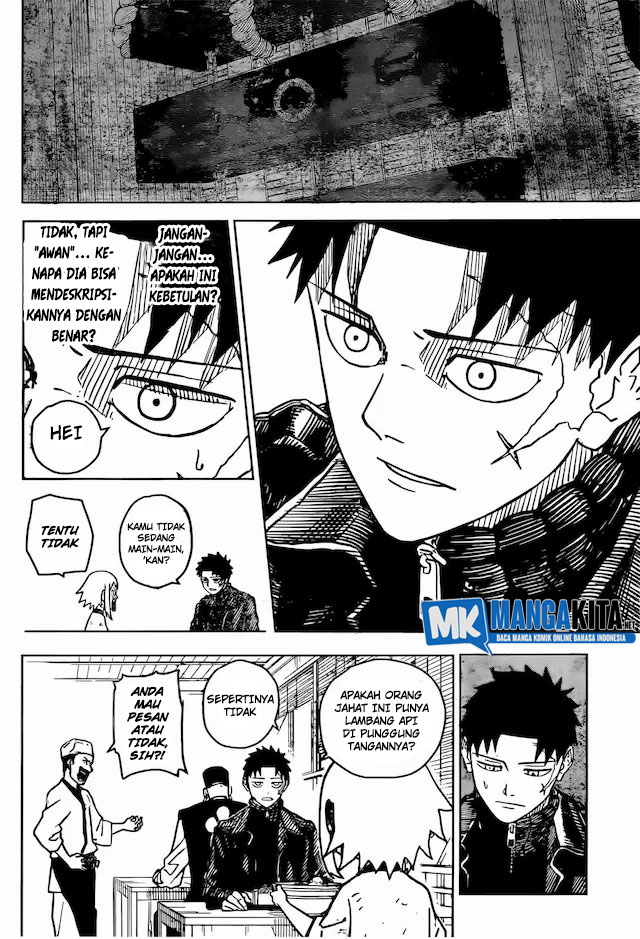 TIDAK, TAPI
"AWAN"... KE-
NAPA DIA BISA
MENDESKRIPSI-
KANNYA DENGAN
BENAR?
JANGAN-
JANGAN...
APAKAH INI
KEBETULAN?
HEI
KAMU TIDAK
SEDANG
MAIN-MAIN,
'KAN?
TENTU
TIDAK
MK MANGAKITA.NET
BACA MANGA KOMIK ONLINE BAHASA INDONESIA
APAKAH ORANG
JAHAT INI PUNYA
LAMBANG API
DI PUNGGUNG
TANGANNYA?
SEPERTINYA
TIDAK
ANDA
MAU
PESAN
ATAU
TIDAK,
SIH?!